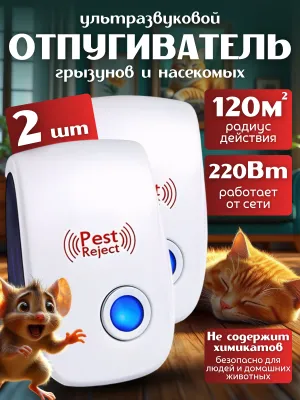 ультразвуковой
ОТПУГИВАТЕЛЬ
грызунов и насекомых
2 шт
120м²
радиус
действия
220Вт
работает
от сети
Pest
Reject
Не содержит
химикатов
безопасно для
людей и домашних
животных